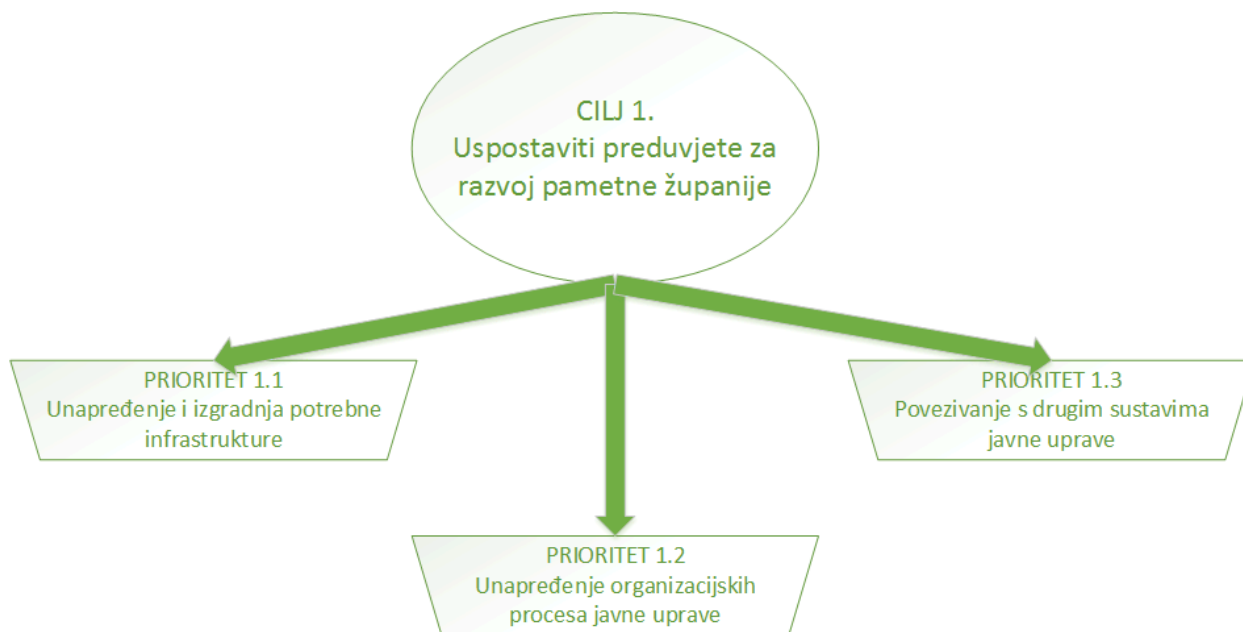 CILJ 1.
Uspostaviti preduvjete za
razvoj pametne županije
PRIORITET 1.1
Unapređenje i izgradnja potrebne
infrastrukture
PRIORITET 1.2
Unapređenje organizacijskih
procesa javne uprave
PRIORITET 1.3
Povezivanje s drugim sustavima
javne uprave